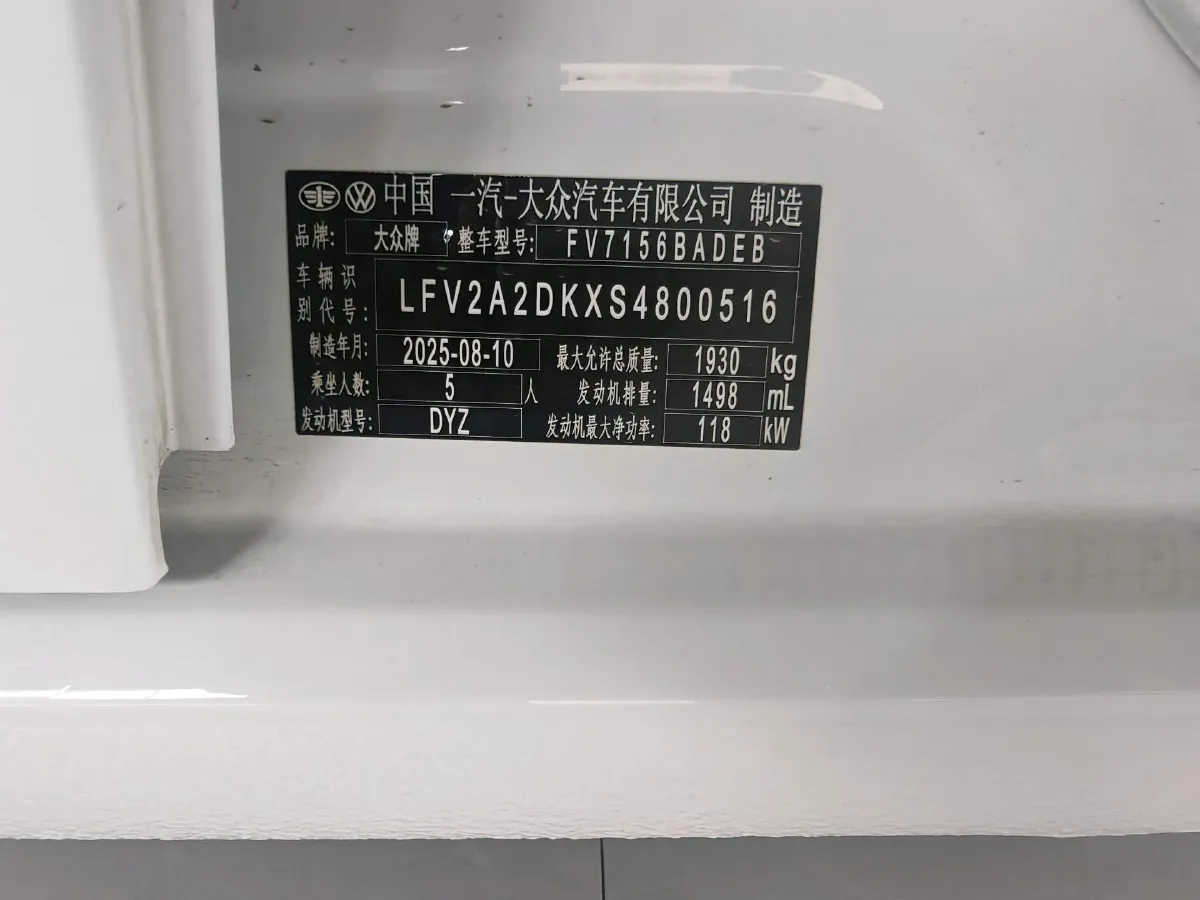 中国 一汽-大众汽车有限公司 制造
品牌: 大众牌 整车型号: FV7156BADEB
车辆识
别代号: LFV2A2DKXS4800516
制造年月: 2025-08-10 最大允许总质量: 1930 kg
乘坐人数: 5 人 发动机排量: 1498 mL
发动机型号: DYZ 发动机最大净功率: 118 kW